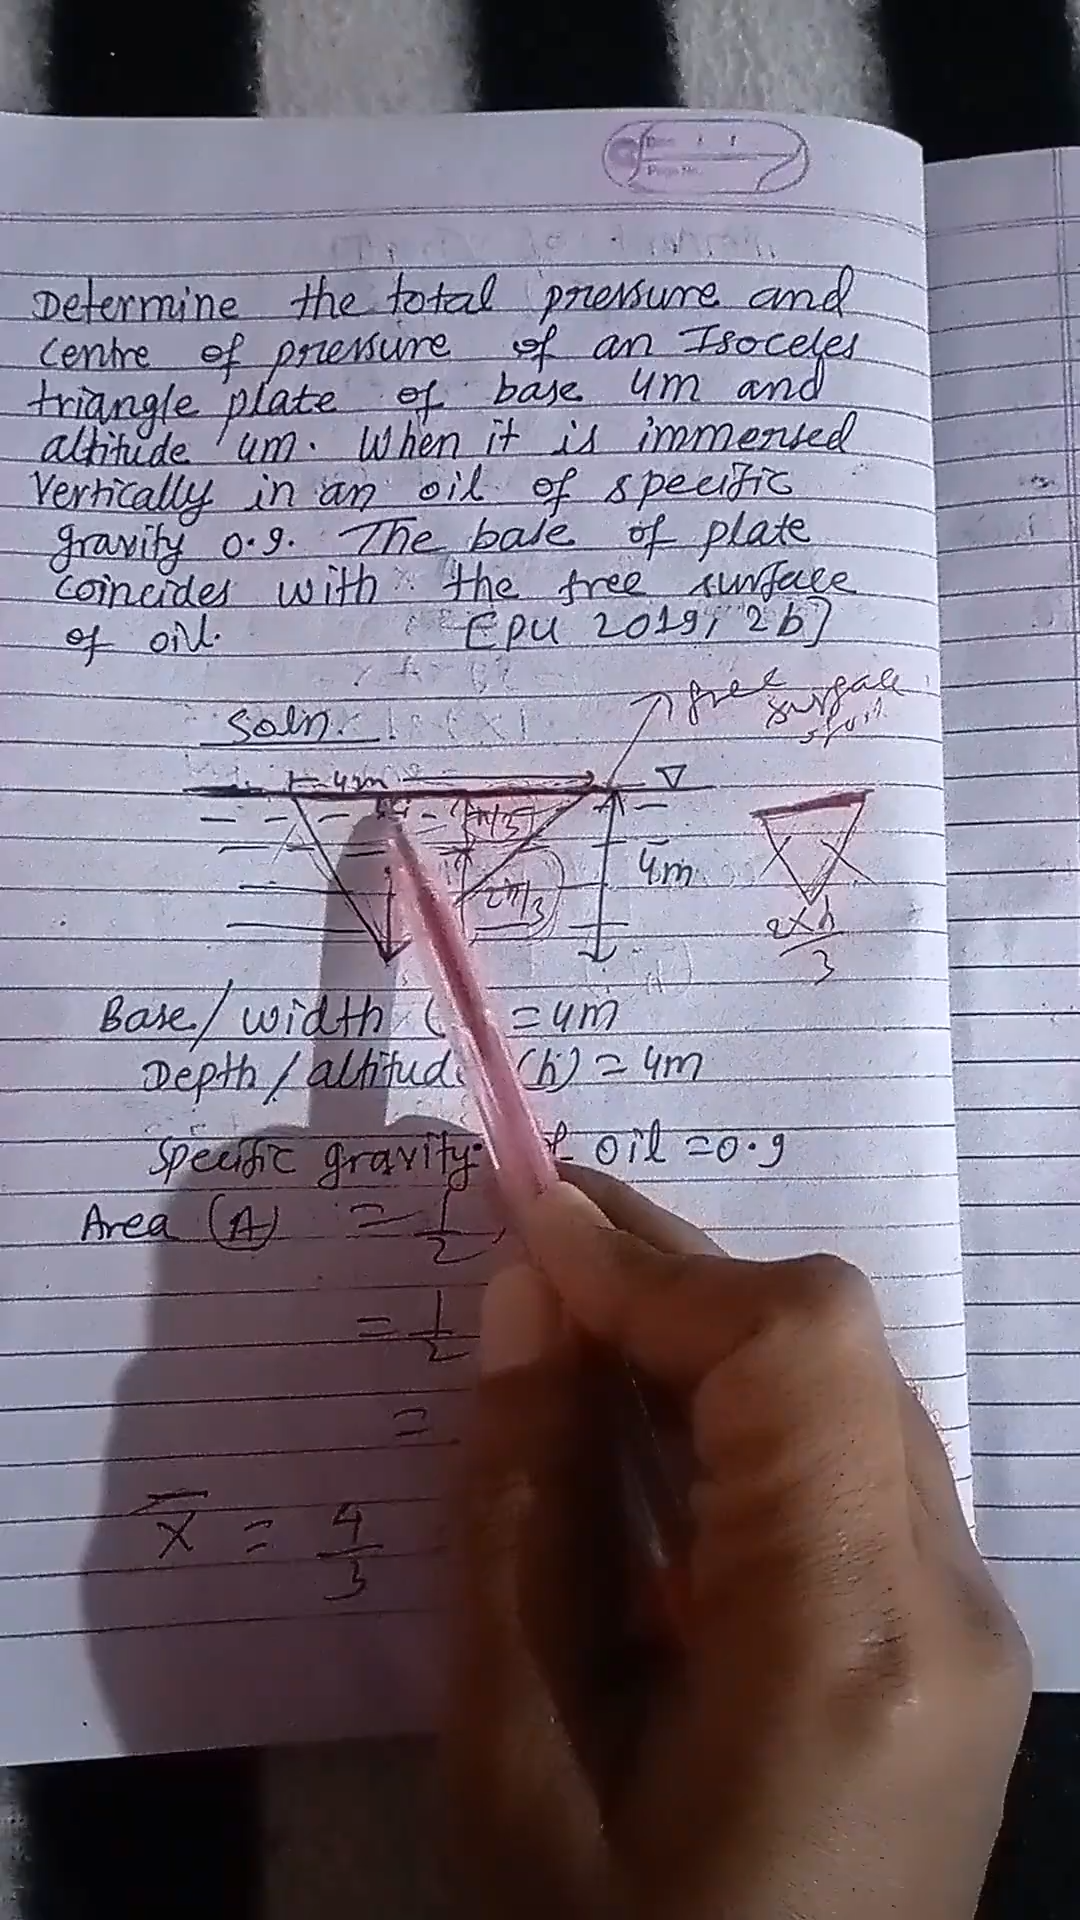 Page No.
Determine the total pressure and
centre of pressure of an Isoceles
triangle plate of base 4m and
altitude 4m. When it is immersed
vertically in an oil of specific
gravity 0.9. The base of plate
coincides with the free surface
of oil. [PU 2019, 2b]
free
surface
Soln.
4m
h/3
4m
2h/3
2xh
3
Base/width ( =4m
Depth/altitude (h) = 4m
Specific gravity oil =0.9
Area (A) = 1
2
= 1
2
=
X = 4
3